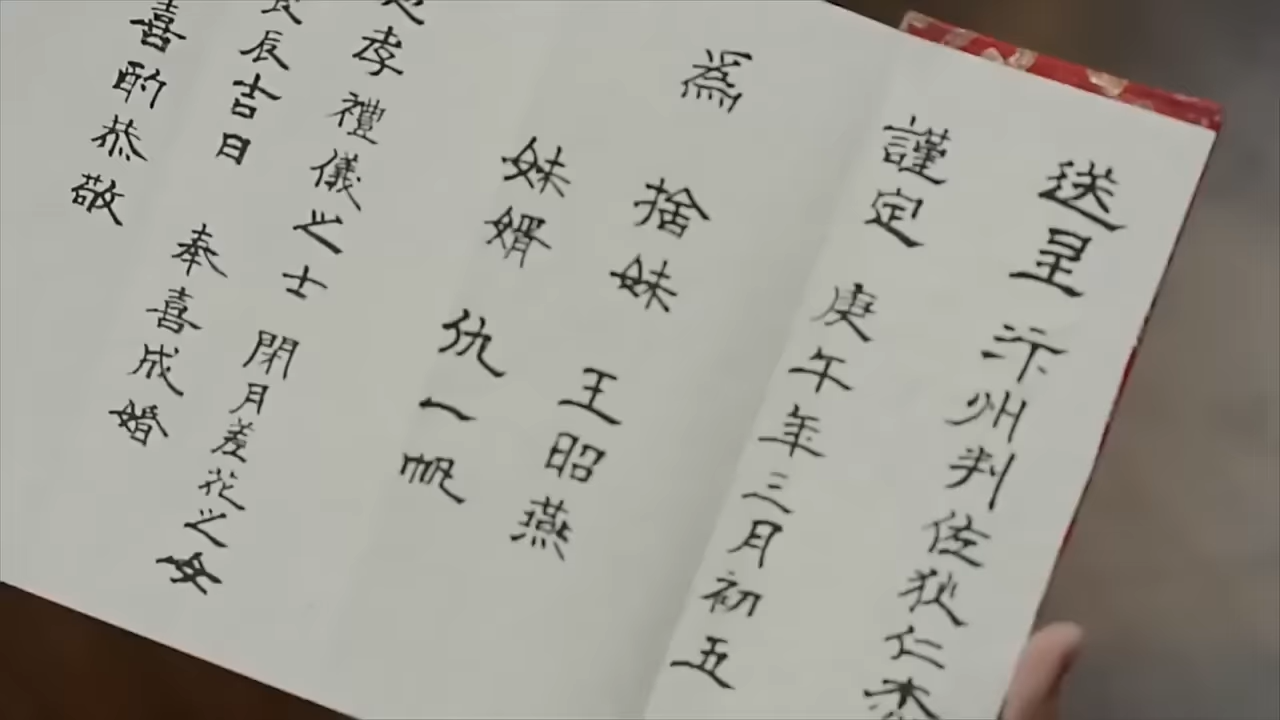 送呈 汴州判佐狄仁杰
謹定 庚午年三月初五
為
捨妹 王昭燕
妹婿 仇一帆
孝禮儀之士 閉月差花之女
辰吉日 奉喜成婚
喜酌恭敬